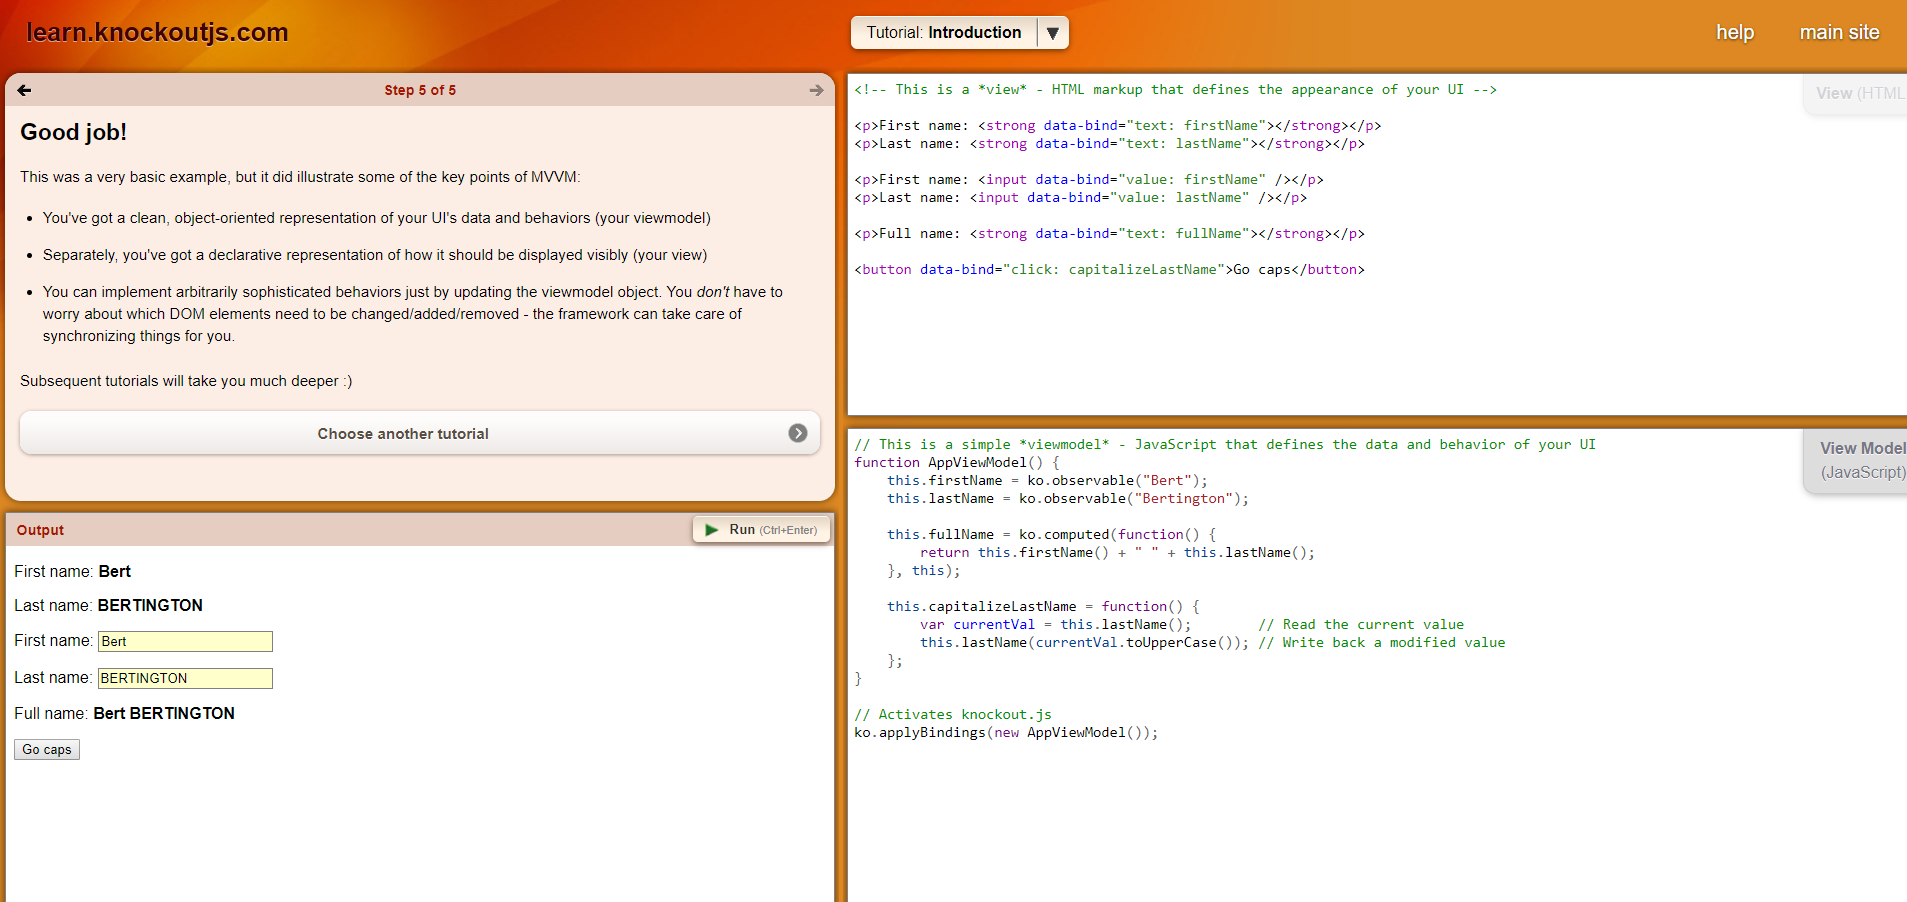 learn.knockoutjs.com
Tutorial: Introduction ▼
help
main site
Step 5 of 5
Good job!
This was a very basic example, but it did illustrate some of the key points of MVVM:
• You've got a clean, object-oriented representation of your UI's data and behaviors (your viewmodel)
• Separately, you've got a declarative representation of how it should be displayed visibly (your view)
• You can implement arbitrarily sophisticated behaviors just by updating the viewmodel object. You don't have to
worry about which DOM elements need to be changed/added/removed - the framework can take care of
synchronizing things for you.
Subsequent tutorials will take you much deeper :)
Choose another tutorial
Output
Run (Ctrl+Enter)
First name: Bert
Last name: BERTINGTON
First name: Bert
Last name: BERTINGTON
Full name: Bert BERTINGTON
Go caps
<!-- This is a *view* - HTML markup that defines the appearance of your UI -->
<p>First name: <strong data-bind="text: firstName"></strong></p>
<p>Last name: <strong data-bind="text: lastName"></strong></p>
<p>First name: <input data-bind="value: firstName" /></p>
<p>Last name: <input data-bind="value: lastName" /></p>
<p>Full name: <strong data-bind="text: fullName"></strong></p>
<button data-bind="click: capitalizeLastName">Go caps</button>
View (HTML
// This is a simple *viewmodel* - JavaScript that defines the data and behavior of your UI
function AppViewModel() {
    this.firstName = ko.observable("Bert");
    this.lastName = ko.observable("Bertington");
    this.fullName = ko.computed(function() {
        return this.firstName() + " " + this.lastName();
    }, this);
    this.capitalizeLastName = function() {
        var currentVal = this.lastName();        // Read the current value
        this.lastName(currentVal.toUpperCase()); // Write back a modified value
    };
}
// Activates knockout.js
ko.applyBindings(new AppViewModel());
View Model
(JavaScript)